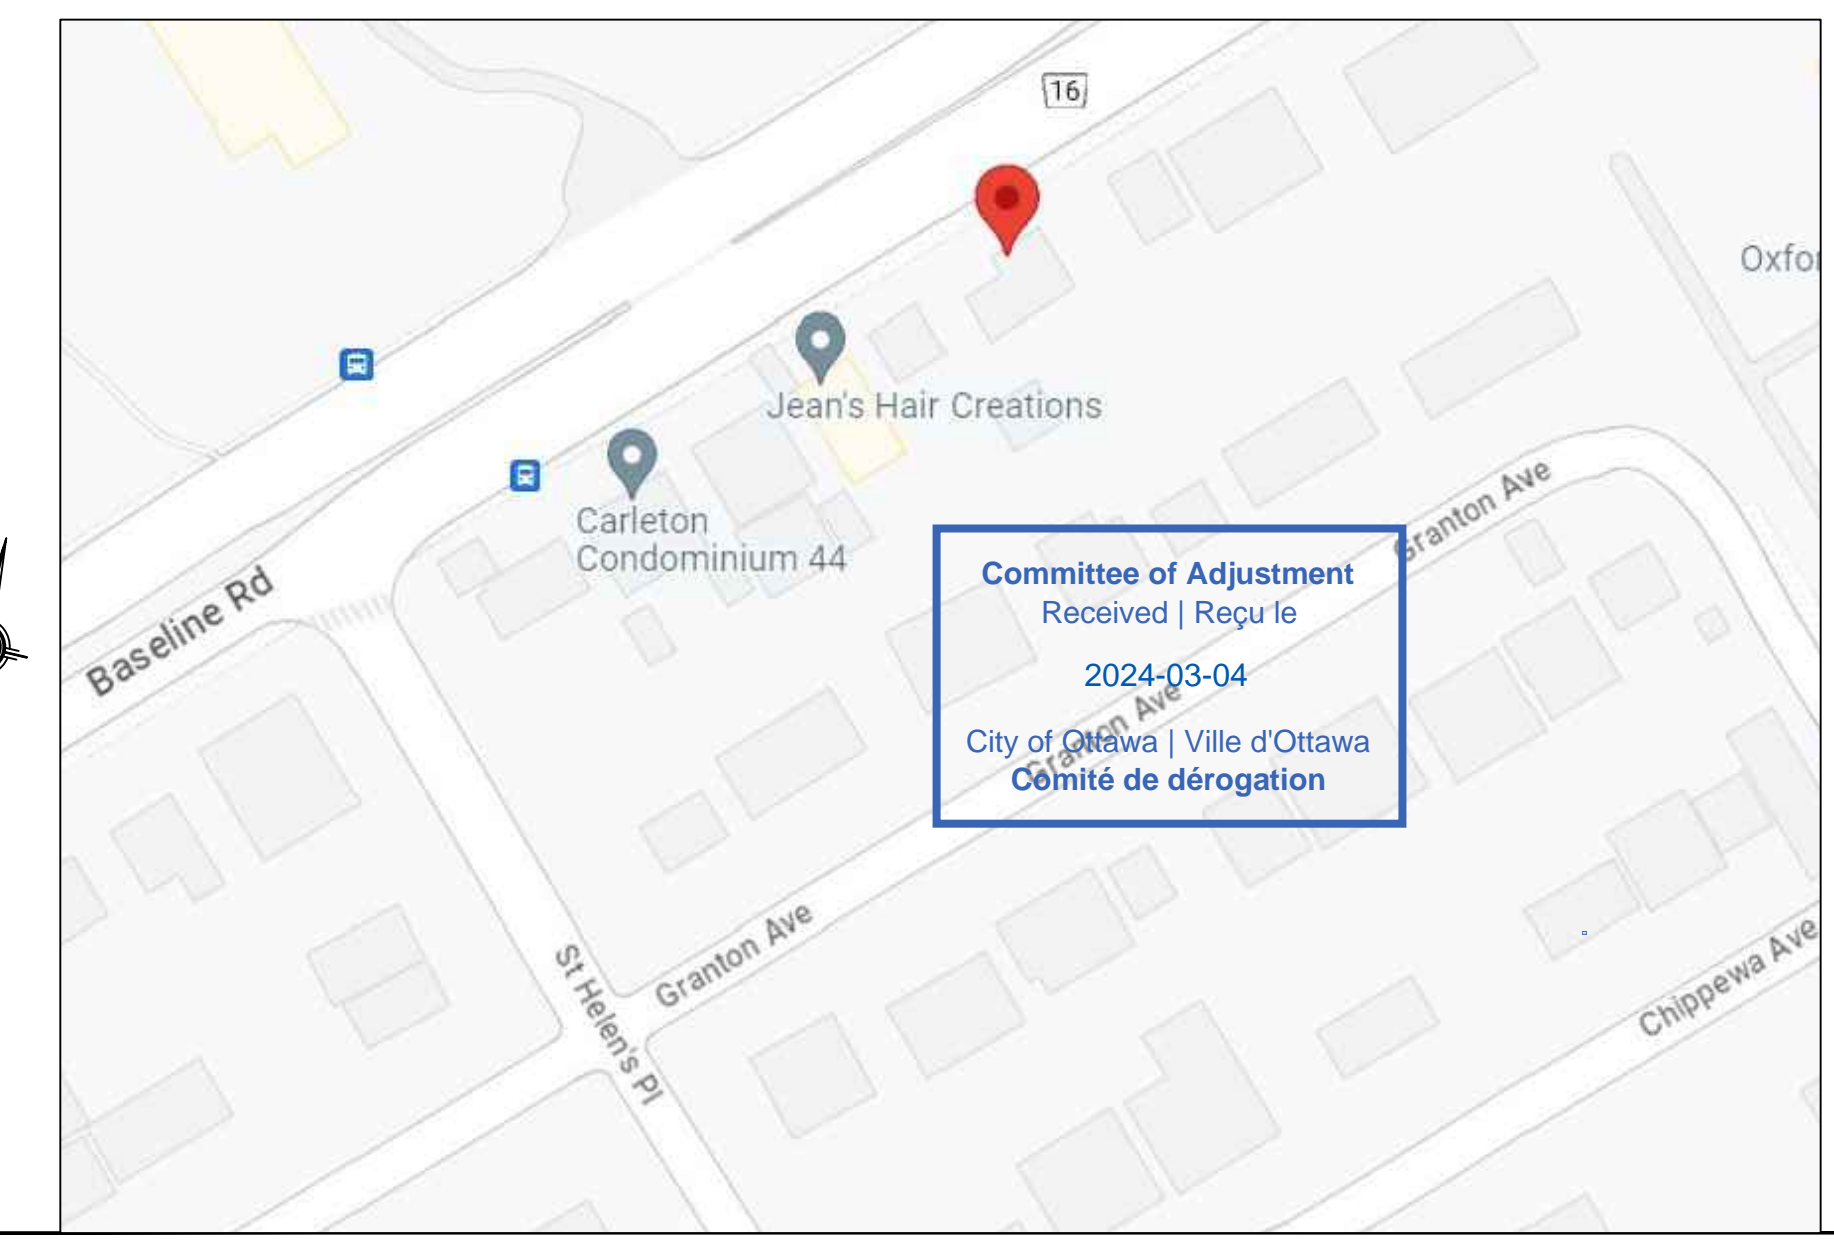 16
Oxfor
Jean's Hair Creations
Carleton
Condominium 44
Baseline Rd
Granton Ave
Committee of Adjustment
Received | Reçu le
2024-03-04
Granton Ave
City of Ottawa | Ville d'Ottawa
Comité de dérogation
Granton Ave
St Helen's Pl
Chippewa Ave